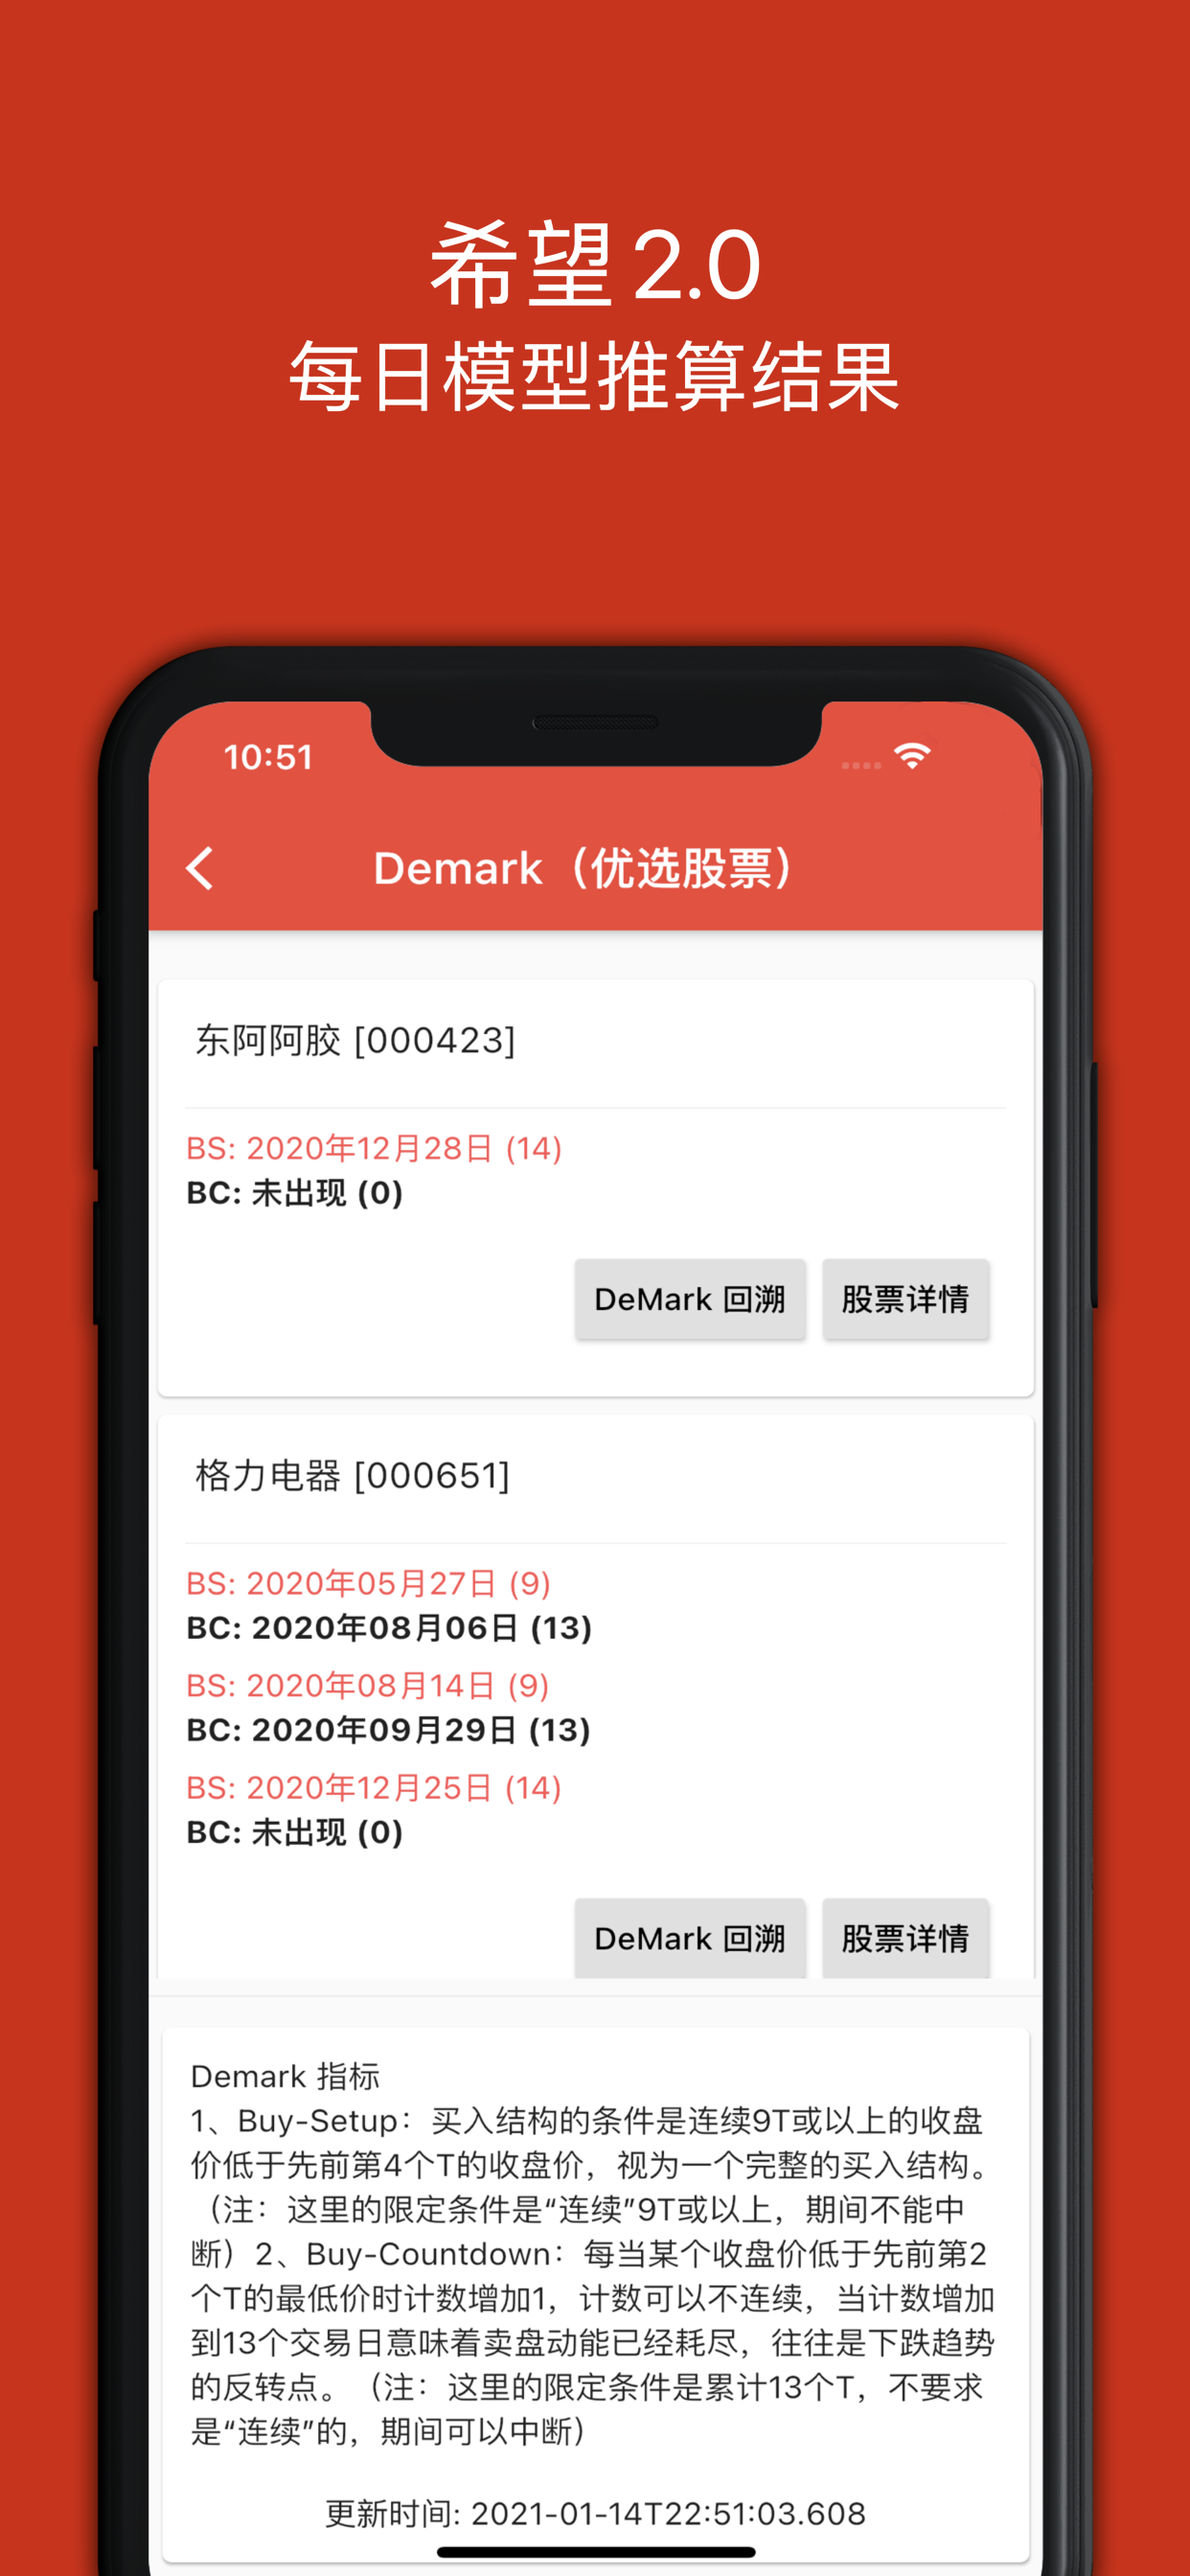 希望2.0
每日模型推算结果
10:51
Demark（优选股票）
东阿阿胶 [000423]
BS: 2020年12月28日 (14)
BC: 未出现 (0)
DeMark 回溯
股票详情
格力电器 [000651]
BS: 2020年05月27日 (9)
BC: 2020年08月06日 (13)
BS: 2020年08月14日 (9)
BC: 2020年09月29日 (13)
BS: 2020年12月25日 (14)
BC: 未出现 (0)
DeMark 回溯
股票详情
Demark 指标
1、Buy-Setup：买入结构的条件是连续9T或以上的收盘
价低于先前第4个T的收盘价，视为一个完整的买入结构。
（注：这里的限定条件是“连续”9T或以上，期间不能中
断）2、Buy-Countdown：每当某个收盘价低于先前第2
个T的最低价时计数增加1，计数可以不连续，当计数增加
到13个交易日意味着卖盘动能已经耗尽，往往是下跌趋势
的反转点。（注：这里的限定条件是累计13个T，不要求
是“连续”的，期间可以中断）
更新时间: 2021-01-14T22:51:03.608